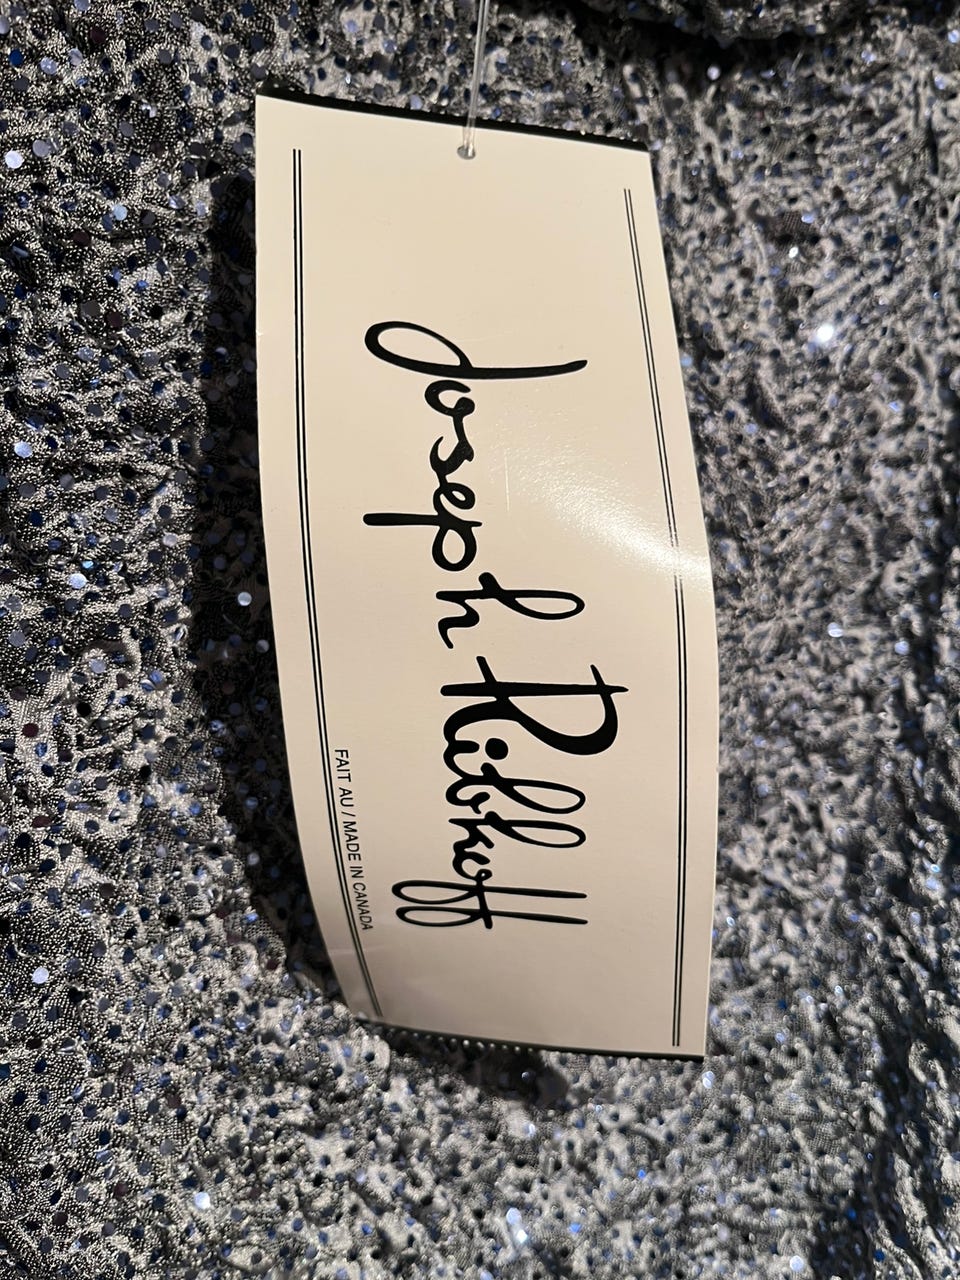 Joseph Ribkoff
FAIT AU / MADE IN CANADA